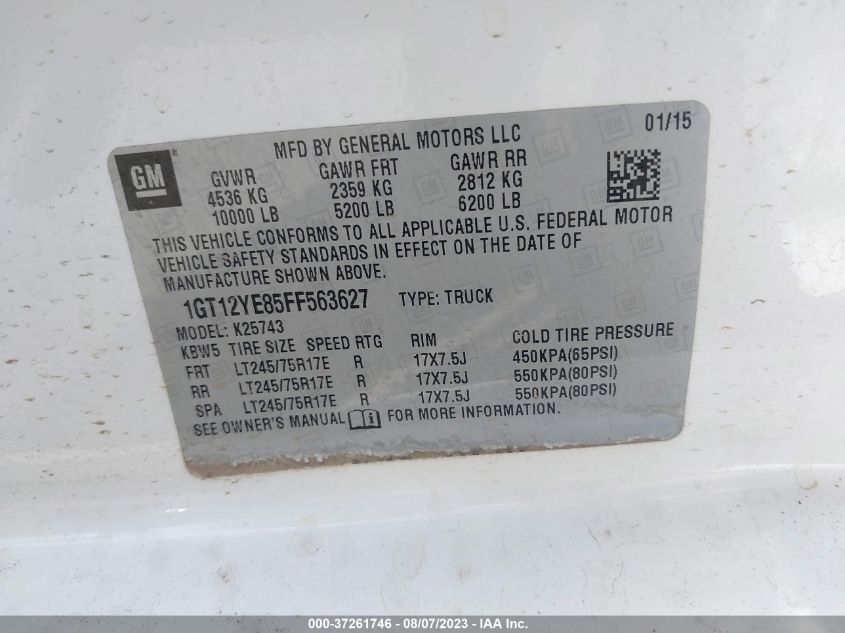 GM
MFD BY GENERAL MOTORS LLC 01/15
GVWR GAWR FRT GAWR RR
4536 KG 2359 KG 2812 KG
10000 LB 5200 LB 6200 LB
THIS VEHICLE CONFORMS TO ALL APPLICABLE U.S. FEDERAL MOTOR
VEHICLE SAFETY STANDARDS IN EFFECT ON THE DATE OF
MANUFACTURE SHOWN ABOVE.
1GT12YE85FF563627 TYPE: TRUCK
MODEL: K25743
KBW5 TIRE SIZE SPEED RTG RIM COLD TIRE PRESSURE
FRT LT245/75R17E R 17X7.5J 450KPA(65PSI)
RR LT245/75R17E R 17X7.5J 550KPA(80PSI)
SPA LT245/75R17E R 17X7.5J 550KPA(80PSI)
SEE OWNER'S MANUAL FOR MORE INFORMATION.
000-37261746 - 08/07/2023 - IAA Inc.